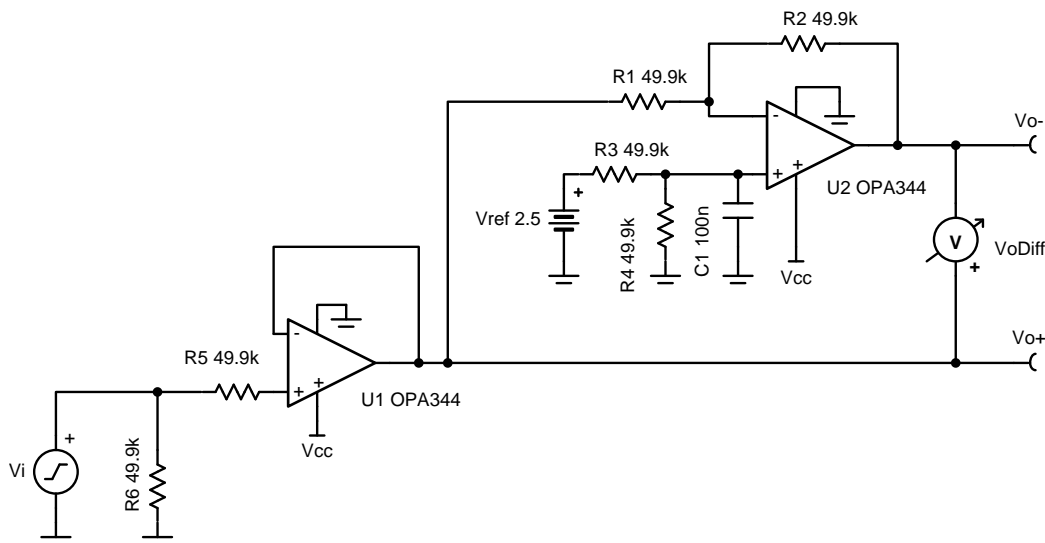 R2 49.9k
R1 49.9k
-
Vo-
R3 49.9k
+
+
+
U2 OPA344
Vref 2.5
R4 49.9k
C1 100n
V
VoDiff
+
Vcc
-
Vo+
R5 49.9k
+
+
U1 OPA344
Vcc
+
Vi
R6 49.9k